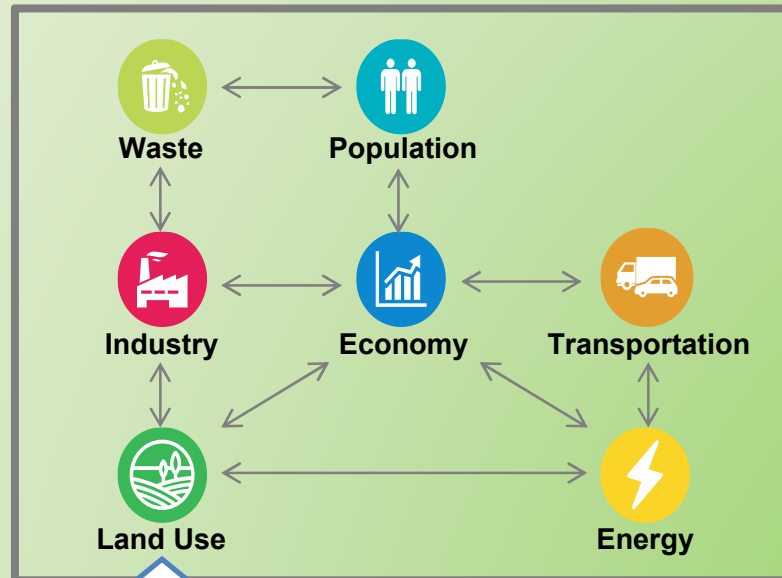 Waste
Population
Industry
Economy
Transportation
Land Use
Energy